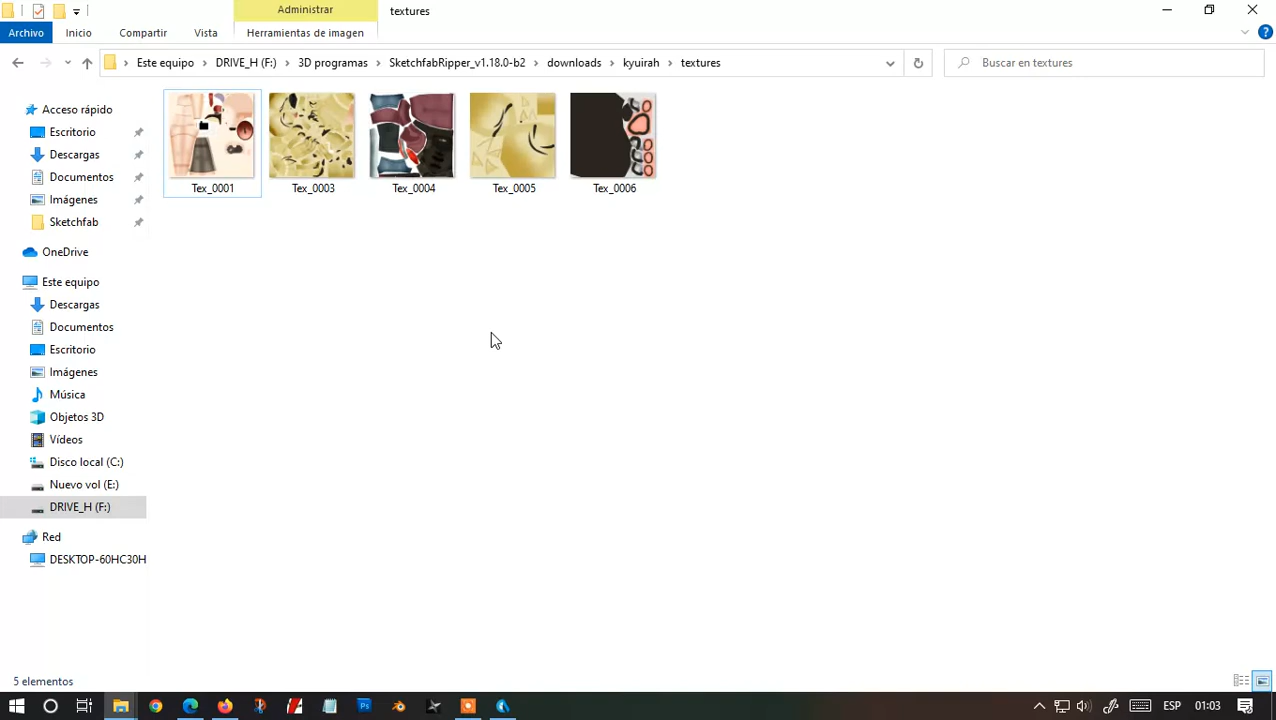 Administrar
textures
Archivo
Inicio
Compartir
Vista
Herramientas de imagen
Este equipo
DRIVE_H (F:)
3D programas
SketchfabRipper_v1.18.0-b2
downloads
kyuirah
textures
Buscar en textures
Acceso rápido
Escritorio
Descargas
Documentos
Imágenes
Sketchfab
OneDrive
Este equipo
Descargas
Documentos
Escritorio
Imágenes
Música
Objetos 3D
Vídeos
Disco local (C:)
Nuevo vol (E:)
DRIVE_H (F:)
Red
DESKTOP-60HC30H
Tex_0001
Tex_0003
Tex_0004
Tex_0005
Tex_0006
5 elementos
ESP
01:03